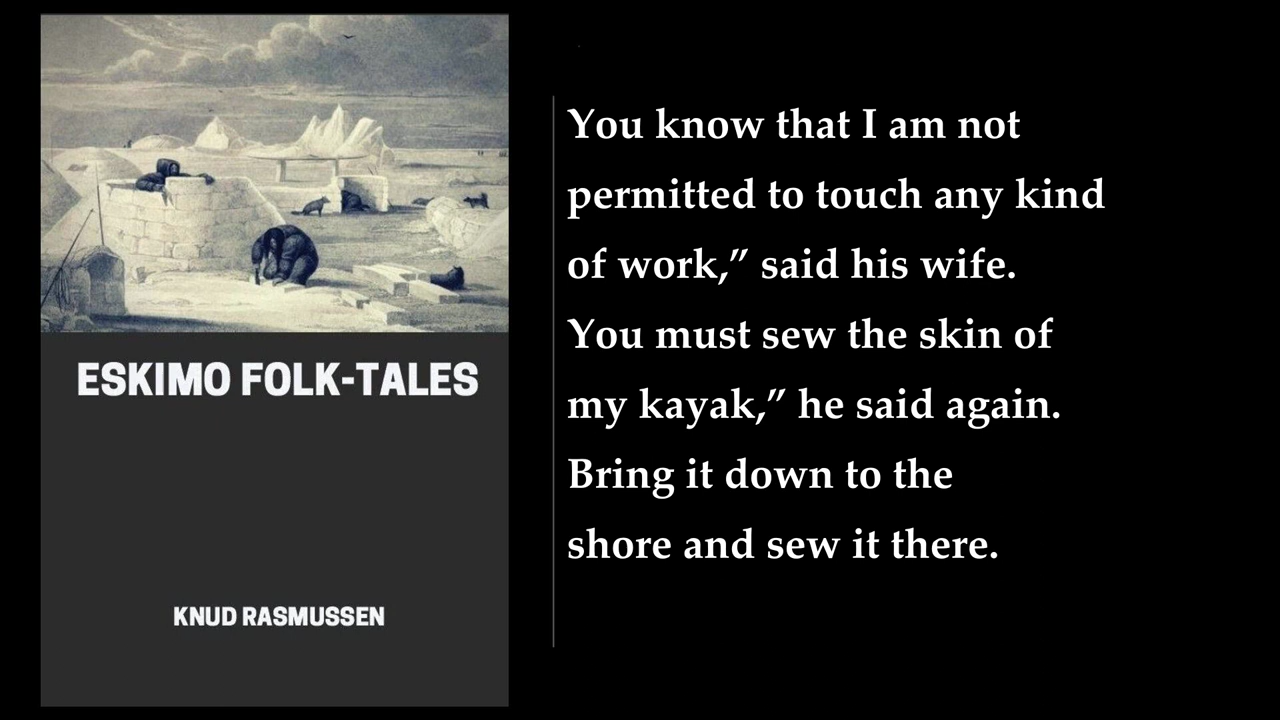 ESKIMO FOLK-TALES
KNUD RASMUSSEN
You know that I am not
permitted to touch any kind
of work,” said his wife.
You must sew the skin of
my kayak,” he said again.
Bring it down to the
shore and sew it there.